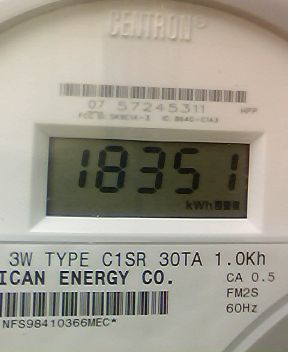 CENTRON®
07 57245311
HPP
18351
kWh
3W TYPE C1SR 30TA 1.0Kh
ICAN ENERGY CO.
CA 0.5
FM2S
60Hz
NFS98410366MEC*